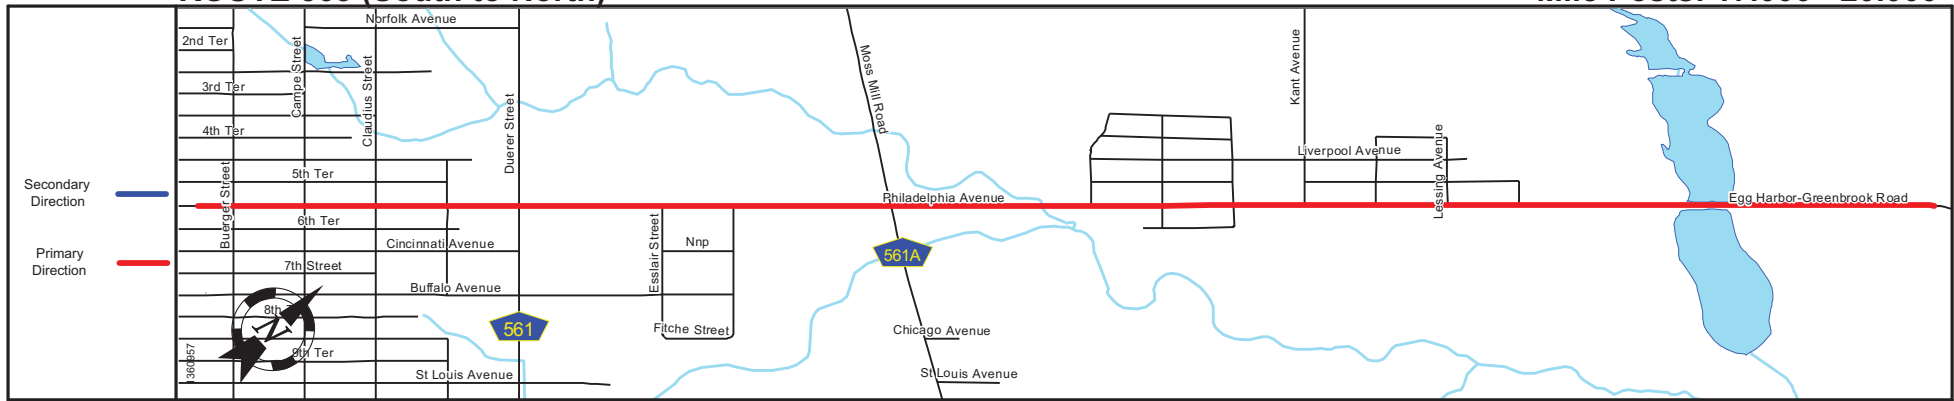 Norfolk Avenue
2nd Ter
3rd Ter
4th Ter
5th Ter
6th Ter
Cincinnati Avenue
7th Street
Buffalo Avenue
8th
9th Ter
St Louis Avenue
1360957
Buerger Street
Campe Street
Claudius Street
Duerer Street
561
Esslair Street
Nnp
Fitche Street
Moss Mill Road
Philadelphia Avenue
561A
Chicago Avenue
St Louis Avenue
Kant Avenue
Liverpool Avenue
Lessing Avenue
Egg Harbor-Greenbrook Road
Secondary
Direction
Primary
Direction
N